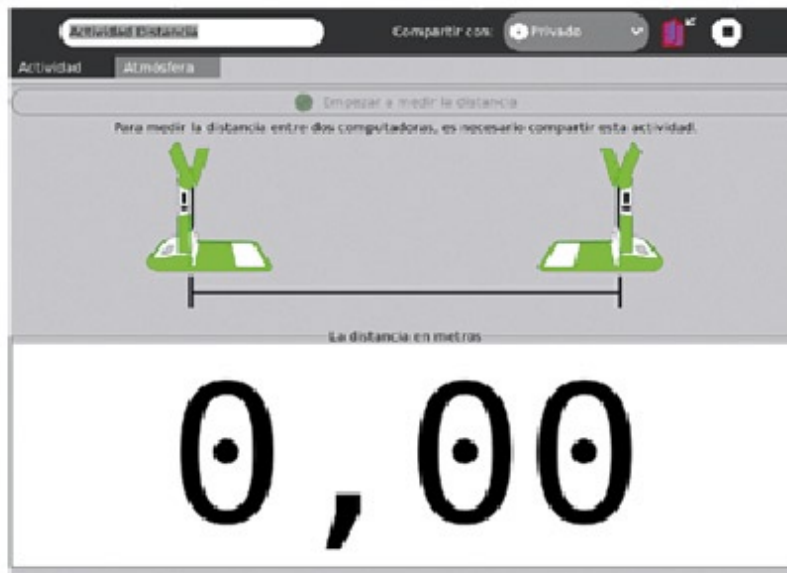 Actividad Distancia
Compartir con: Privado
Actividad Atmósfera
Empezar a medir la distancia
Para medir la distancia entre dos computadoras, es necesario compartir esta actividad.
La distancia en metros
0,00